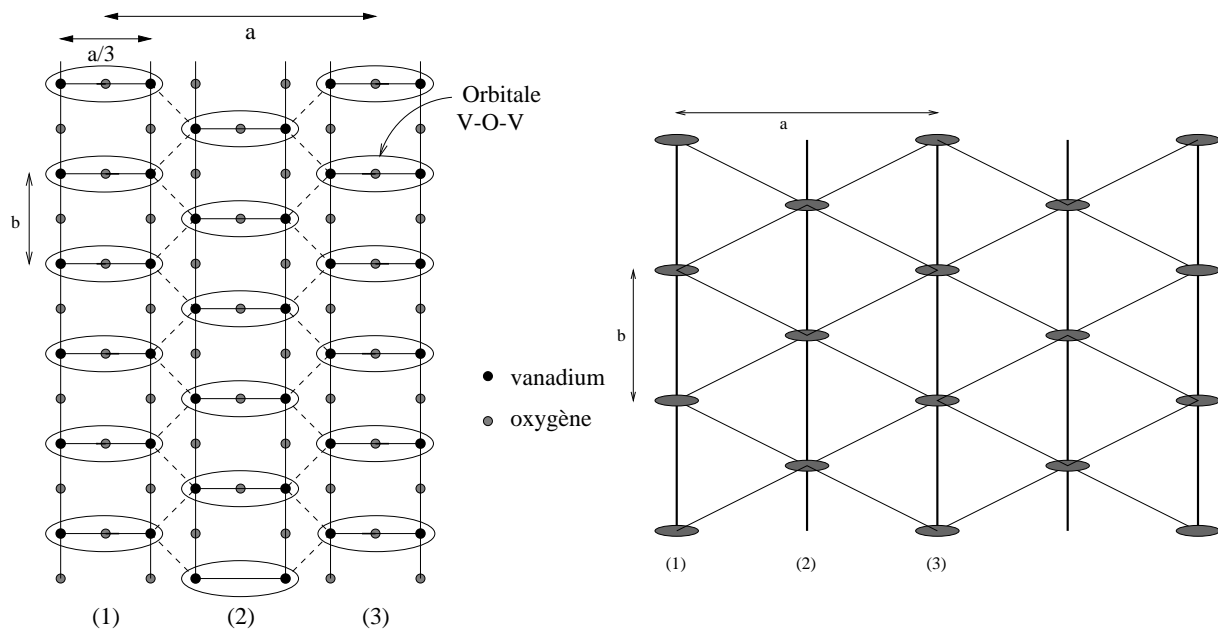 a
a/3
Orbitale
V-O-V
b
vanadium
oxygène
(1)
(2)
(3)
a
b
(1)
(2)
(3)